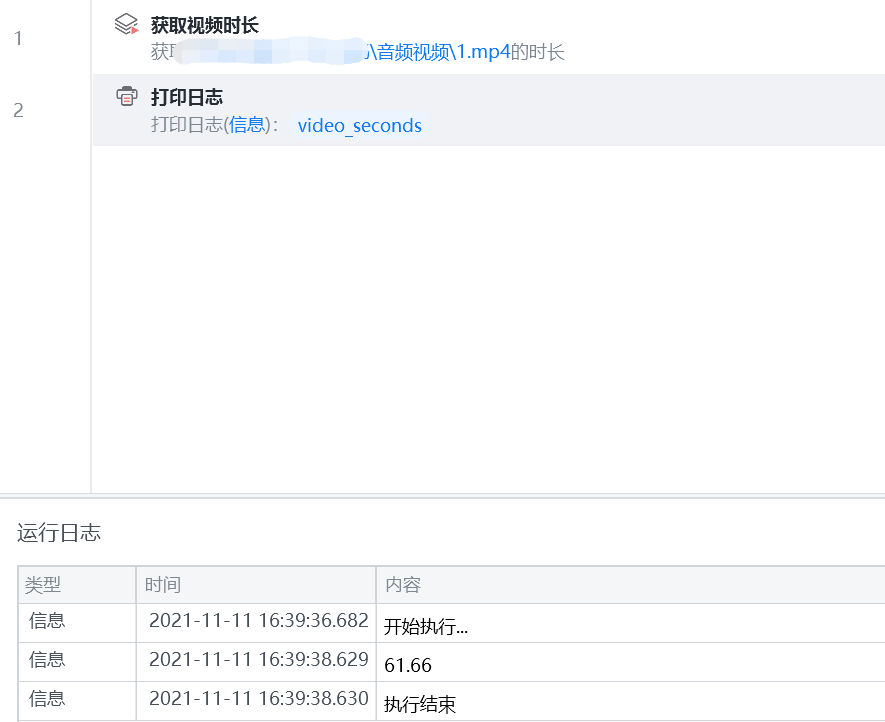 1
获取视频时长
获 \音频视频\1.mp4的时长
2
打印日志
打印日志(信息)： video_seconds
运行日志
类型 时间 内容
信息 2021-11-11 16:39:36.682 开始执行...
信息 2021-11-11 16:39:38.629 61.66
信息 2021-11-11 16:39:38.630 执行结束